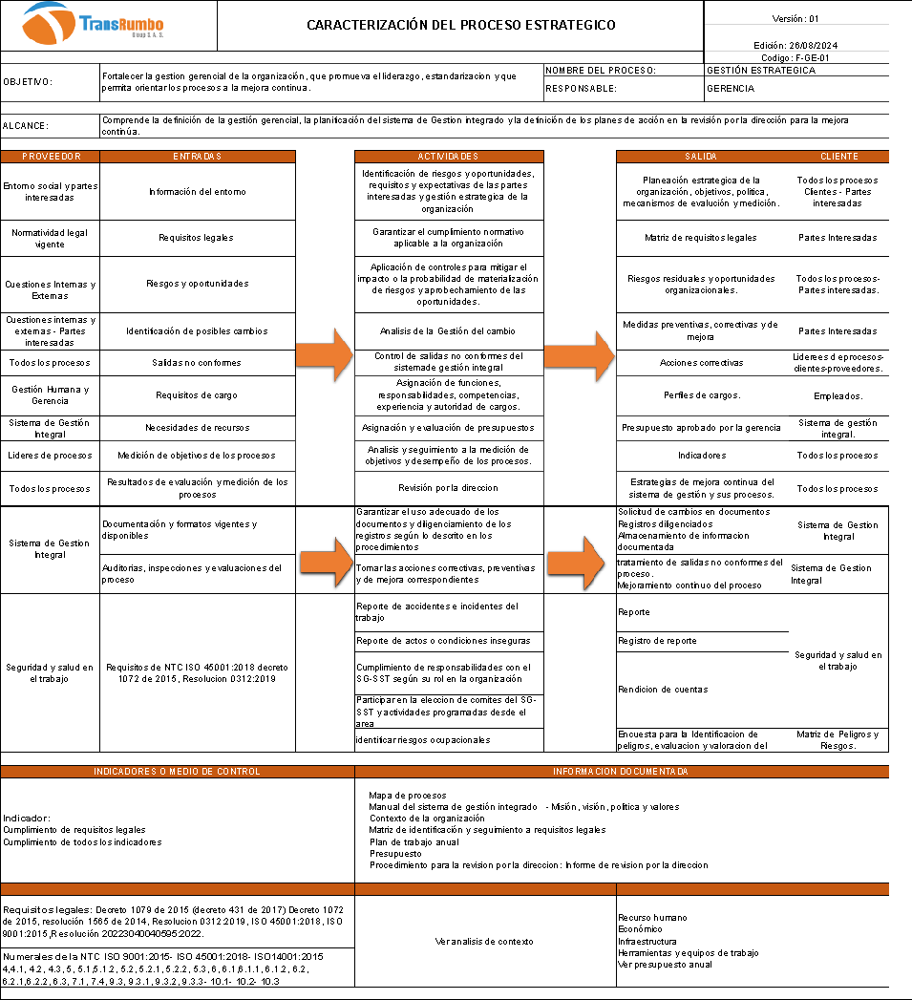 TransRumbo
Group S.A.S.
CARACTERIZACIÓN DEL PROCESO ESTRATEGICO
Versión: 01
Edición: 26/08/2024
Codigo: F-GE-01
OBJETIVO:
Fortalecer la gestion gerencial de la organización, que promueva el liderazgo, estandarizacion y que
permita orientar los procesos a la mejora continua.
NOMBRE DEL PROCESO:
GESTIÓN ESTRATEGICA
RESPONSABLE:
GERENCIA
ALCANCE:
Comprende la definición de la gestión gerencial, la planificación del sistema de Gestion integrado y la definición de los planes de acción en la revisión por la dirección para la mejora
continúa.
PROVEEDOR
ENTRADAS
ACTIVIDADES
SALIDA
CLIENTE
Entorno social y partes
interesadas
Información del entorno
Identificación de riesgos y oportunidades,
requisitos y expectativas de las partes
interesadas y gestión estrategica de la
organización
Planeación estrategica de la
organización, objetivos, politica,
mecanismos de evalución y medición.
Todos los procesos
Clientes - Partes
interesadas
Normatividad legal
vigente
Requisitos legales
Garantizar el cumplimiento normativo
aplicable a la organización
Matriz de requisitos legales
Partes Interesadas
Cuestiones Internas y
Externas
Riesgos y oportunidades
Aplicación de controles para mitigar el
impacto o la probabilidad de materialización
de riesgos y aprobechamiento de las
oportunidades.
Riesgos residuales y oportunidades
organizacionales.
Todos los procesos-
Partes interesadas.
Cuestiones internas y
externas - Partes
interesadas
Identificación de posibles cambios
Analisis de la Gestión del cambio
Medidas preventivas, correctivas y de
mejora
Partes Interesadas
Todos los procesos
Salidas no conformes
Control de salidas no conformes del
sistemade gestión integral
Acciones correctivas
Lideres d eprocesos-
clientes-proveedores.
Gestión Humana y
Gerencia
Requisitos de cargo
Asignación de funciones,
responsabilidades, competencias,
experiencia y autoridad de cargos.
Perfiles de cargos.
Empleados.
Sistema de Gestión
Integral
Necesidades de recursos
Asignación y evaluación de presupuestos
Presupuesto aprobado por la gerencia
Sistema de gestión
integral.
Lideres de procesos
Medición de objetivos de los procesos
Analisis y seguimiento a la medición de
objetivos y desempeño de los procesos.
Indicadores
Todos los procesos
Todos los procesos
Resultados de evaluación y medición de los
procesos
Revisión por la direccion
Estrategias de mejora continua del
sistema de gestión y sus procesos.
Todos los procesos
Sistema de Gestion
Integral
Documentación y formatos vigentes y
disponibles
Garantizar el uso adecuado de los
documentos y diligenciamiento de los
registros según lo descrito en los
procedimientos
Solicitud de cambios en documentos
Registros diligenciados
Almacenamiento de informacion
documentada
Sistema de Gestion
Integral
Auditorias, inspecciones y evaluaciones del
proceso
Tomar las acciones correctivas, preventivas
y de mejora correspondientes
tratamiento de salidas no conformes del
proceso.
Mejoramiento continuo del proceso
Sistema de Gestion
Integral
Seguridad y salud en
el trabajo
Requisitos de NTC ISO 45001:2018 decreto
1072 de 2015, Resolucion 0312:2019
Reporte de accidentes e incidentes del
trabajo
Reporte
Reporte de actos o condiciones inseguras
Registro de reporte
Seguridad y salud en
el trabajo
Cumplimiento de responsabilidades con el
SG-SST según su rol en la organización
Participar en la eleccion de comites del SG-
SST y actividades programadas desde el
area
Rendicion de cuentas
identificar riesgos ocupacionales
Encuesta para la Identificacion de
peligros, evaluacion y valoracion del
Matriz de Peligros y
Riesgos.
INDICADORES O MEDIO DE CONTROL
INFORMACION DOCUMENTADA
Indicador:
Cumplimiento de requisitos legales
Cumplimiento de todos los indicadores
Mapa de procesos
Manual del sistema de gestión integrado - Misión, visión, politica y valores
Contexto de la organización
Matriz de identificación y seguimiento a requisitos legales
Plan de trabajo anual
Presupuesto
Procedimiento para la revision por la direccion: Informe de revision por la direccion
Requisitos legales: Decreto 1079 de 2015 (decreto 431 de 2017) Decreto 1072
de 2015, resolución 1565 de 2014, Resolucion 0312:2019, ISO 45001:2018, ISO
9001:2015,Resolución 20223040040595:2022.
Numerales de la NTC ISO 9001:2015- ISO 45001:2018- ISO14001:2015
4,4.1, 4.2, 4.3, 5, 5.1,5.1.2, 5.2, 5.2.1, 5.2.2, 5.3, 6, 6.1,6.1.1, 6.1.2, 6.2,
6.2.1,6.2.2, 6.3, 7.1, 7.4, 9.3, 9.3.1, 9.3.2, 9.3.3- 10.1- 10.2- 10.3
Ver analisis de contexto
Recurso humano
Económico
Infraestructura
Herramientas y equipos de trabajo
Ver presupuesto anual